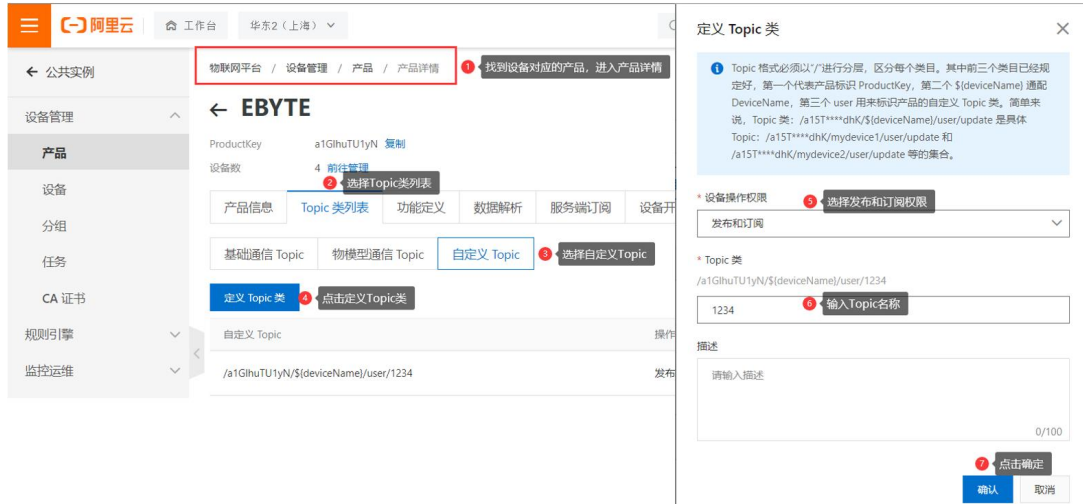 阿里云
工作台
华东2(上海)
公共实例
设备管理
产品
设备
分组
任务
CA 证书
规则引擎
监控运维
物联网平台 / 设备管理 / 产品 / 产品详情
1 找到设备对应的产品,进入产品详情
← EBYTE
ProductKey a1GlhuTU1yN 复制
设备数 4 前往管理
2 选择Topic类列表
产品信息 Topic 类列表 功能定义 数据解析 服务端订阅 设备开
基础通信 Topic 物模型通信 Topic 自定义 Topic 3 选择自定义Topic
定义 Topic 类 4 点击定义Topic类
自定义 Topic 操作
/a1GlhuTU1yN/${deviceName}/user/1234 发布
定义 Topic 类
Topic 格式必须以“/”进行分层,区分每个类目。其中前三个类目已经规
定好,第一个代表产品标识 ProductKey,第二个 ${deviceName} 通配
DeviceName,第三个 user 用来标识产品的自定义 Topic 类。简单来
说,Topic 类:/a15T****dhK/${deviceName}/user/update 是具体
Topic:/a15T****dhK/mydevice1/user/update 和
/a15T****dhK/mydevice2/user/update 等的集合。
* 设备操作权限
5 选择发布和订阅权限
发布和订阅
* Topic 类
/a1GlhuTU1yN/${deviceName}/user/1234
1234
6 输入Topic名称
描述
请输入描述
0/100
7 点击确定
确认 取消